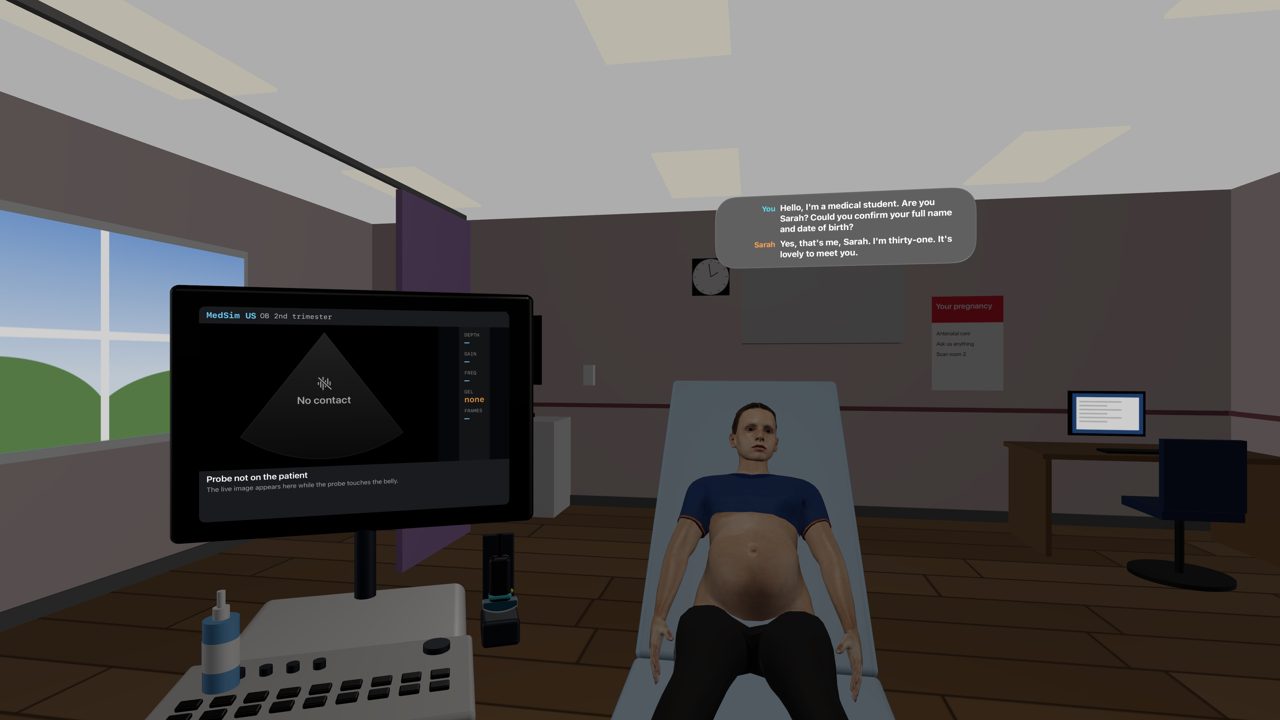 You Hello, I'm a medical student. Are you
Sarah? Could you confirm your full name
and date of birth?
Sarah Yes, that's me, Sarah. I'm thirty-one. It's
lovely to meet you.
MedSim US OB 2nd trimester
No contact
DEPTH
–
GAIN
–
FREQ
–
GEL
none
FRAMES
–
Probe not on the patient
The live image appears here while the probe touches the belly.
Your pregnancy
Antenatal care
Ask us anything
Scan room 2